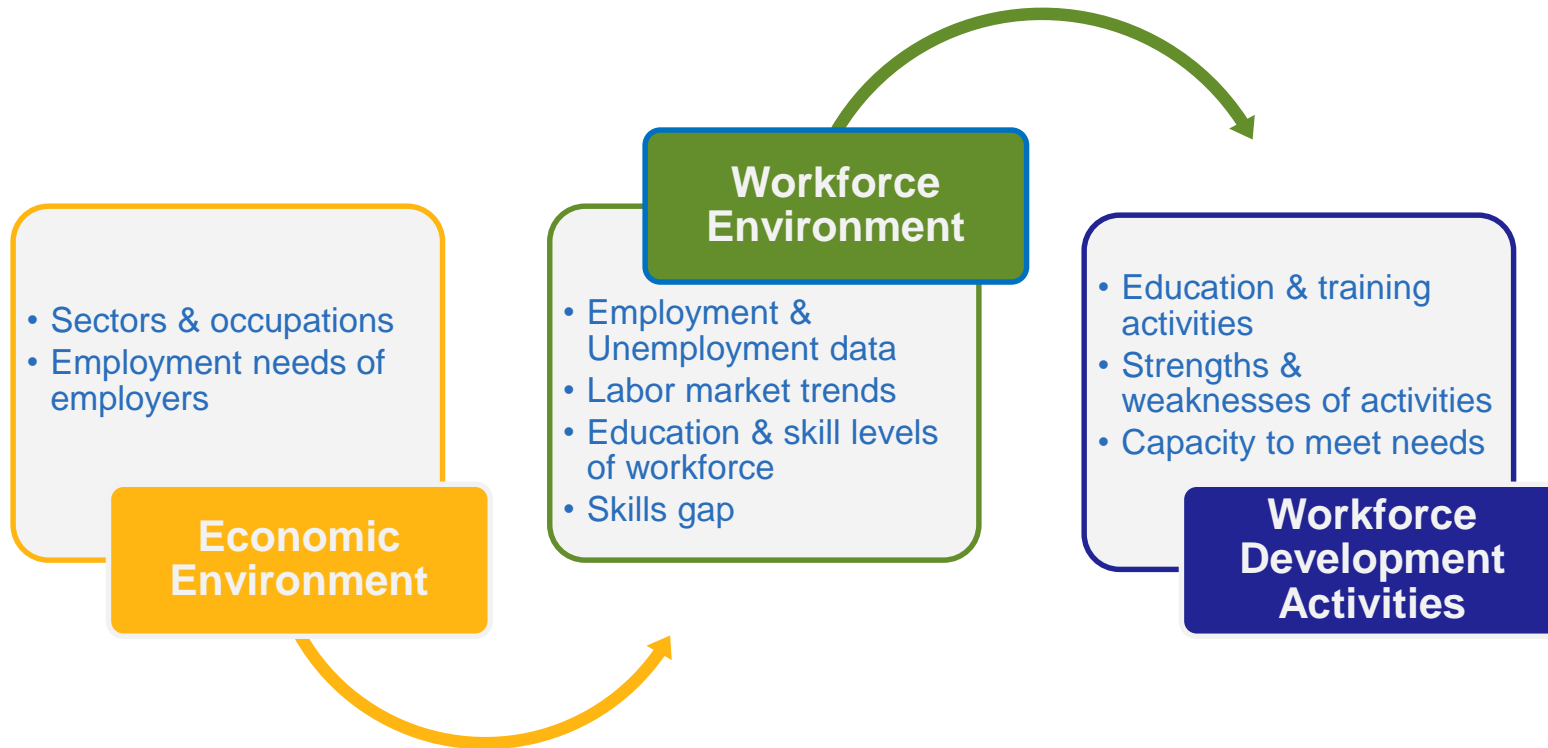 • Sectors & occupations
• Employment needs of
employers
Economic
Environment
Workforce
Environment
• Employment &
Unemployment data
• Labor market trends
• Education & skill levels
of workforce
• Skills gap
• Education & training
activities
• Strengths &
weaknesses of activities
• Capacity to meet needs
Workforce
Development
Activities